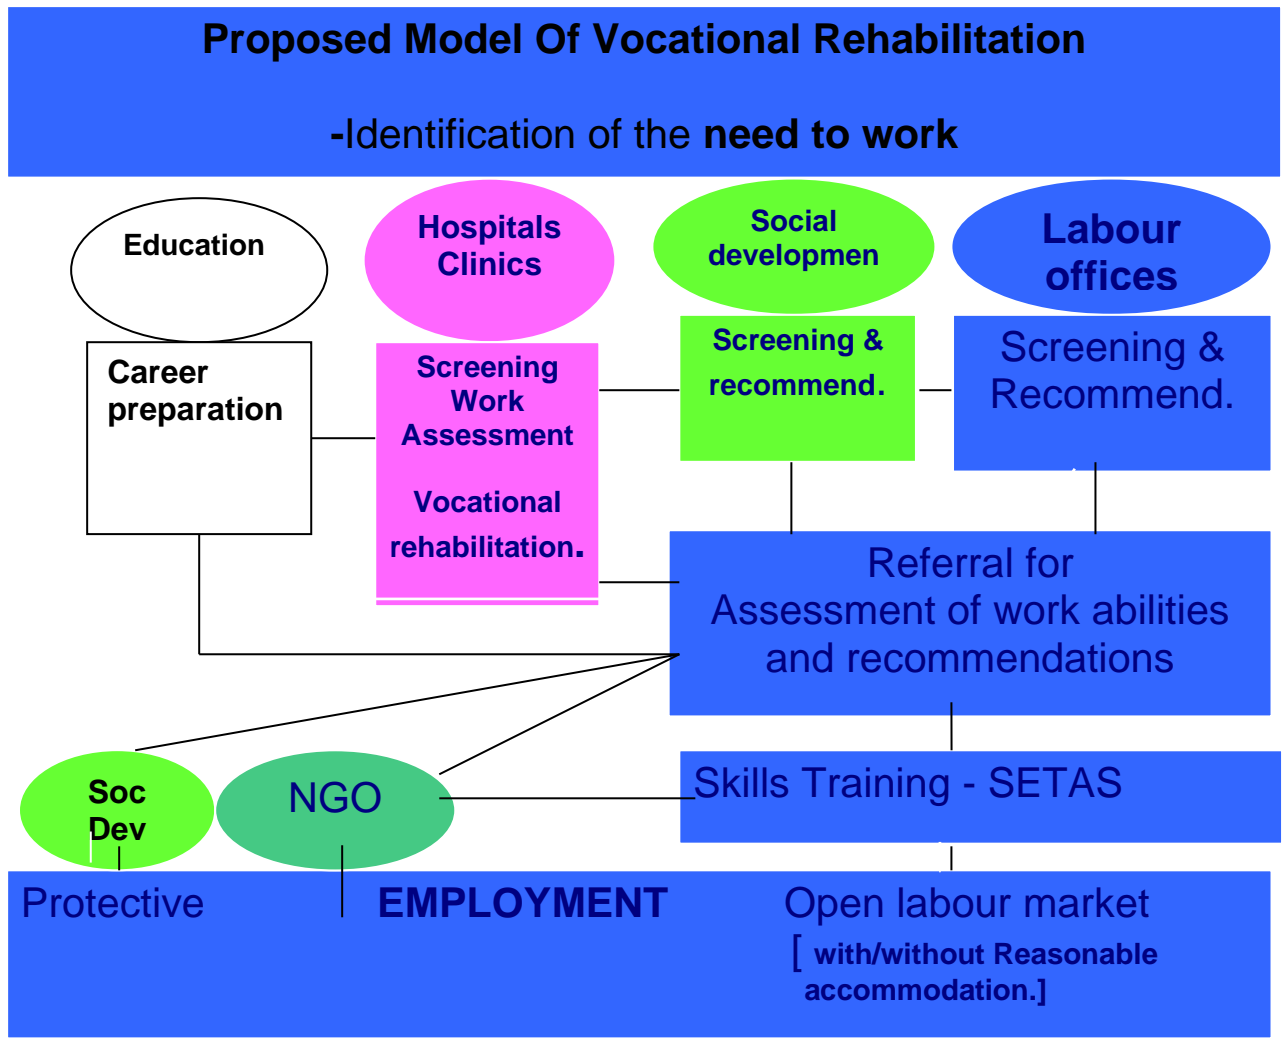 Proposed Model Of Vocational Rehabilitation
-Identification of the need to work
Education
Hospitals
Clinics
Social
developmen
Labour
offices
Career
preparation
Screening
Work
Assessment
Vocational
rehabilitation.
Screening &
recommend.
Screening &
Recommend.
Referral for
Assessment of work abilities
and recommendations
Soc
Dev
NGO
Skills Training - SETAS
Protective
EMPLOYMENT
Open labour market
[ with/without Reasonable
accommodation.]